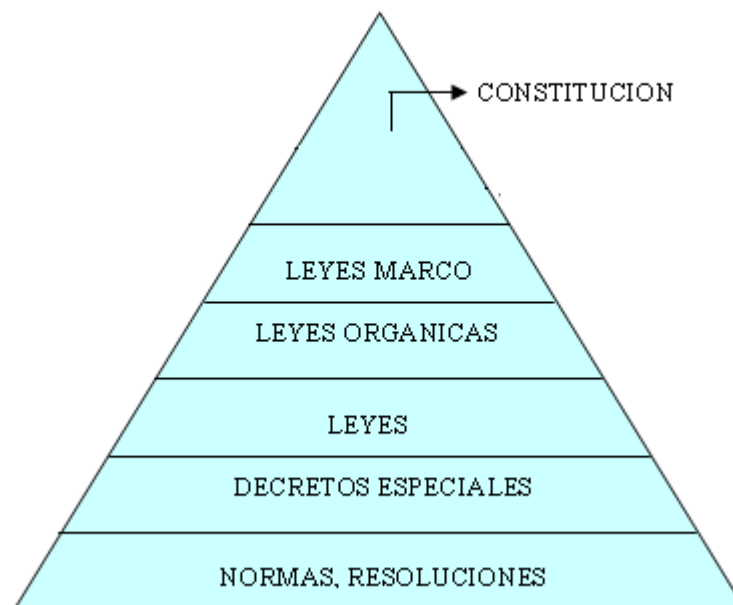 CONSTITUCION
LEYES MARCO
LEYES ORGANICAS
LEYES
DECRETOS ESPECIALES
NORMAS, RESOLUCIONES